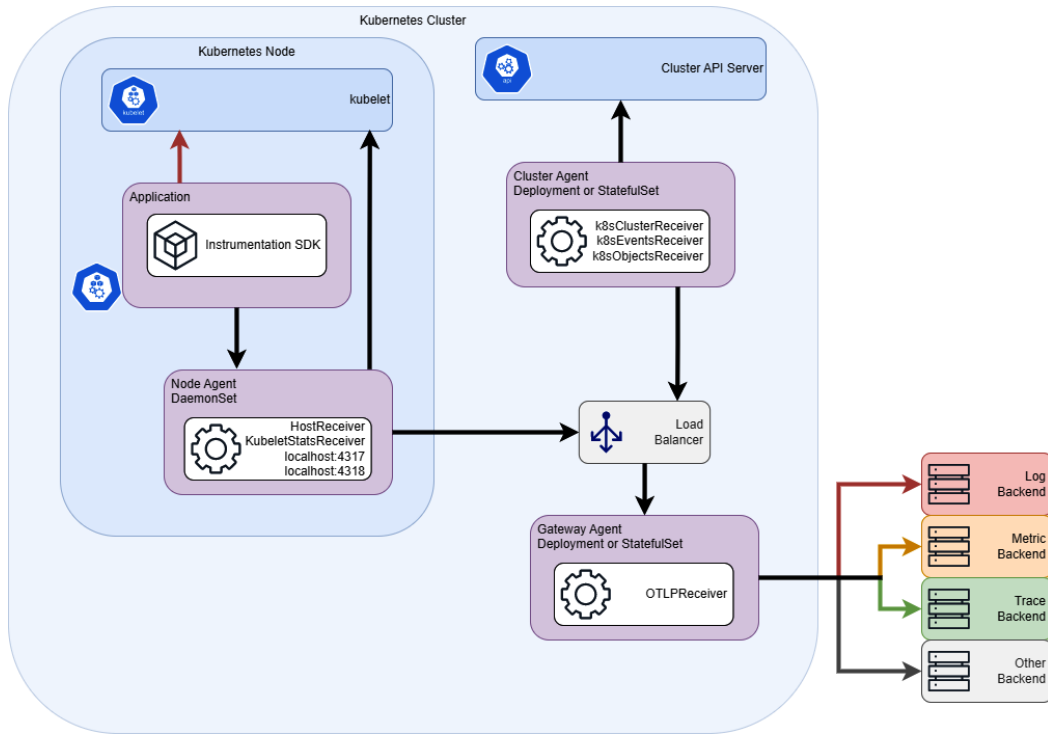 Kubernetes Cluster
Kubernetes Node
kubelet
kubelet
api
Cluster API Server
Application
Instrumentation SDK
Cluster Agent
Deployment or StatefulSet
k8sClusterReceiver
k8sEventsReceiver
k8sObjectsReceiver
Node Agent
DaemonSet
HostReceiver
KubeletStatsReceiver
localhost:4317
localhost:4318
Load
Balancer
Gateway Agent
Deployment or StatefulSet
OTLPReceiver
Log
Backend
Metric
Backend
Trace
Backend
Other
Backend